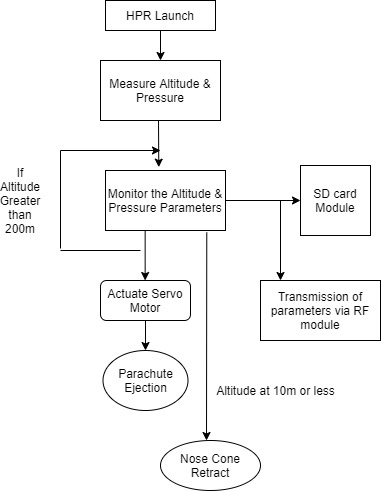 HPR Launch
Measure Altitude &
Pressure
If
Altitude
Greater
than
200m
Monitor the Altitude &
Pressure Parameters
SD card
Module
Actuate Servo
Motor
Transmission of
parameters via RF
module
Parachute
Ejection
Altitude at 10m or less
Nose Cone
Retract